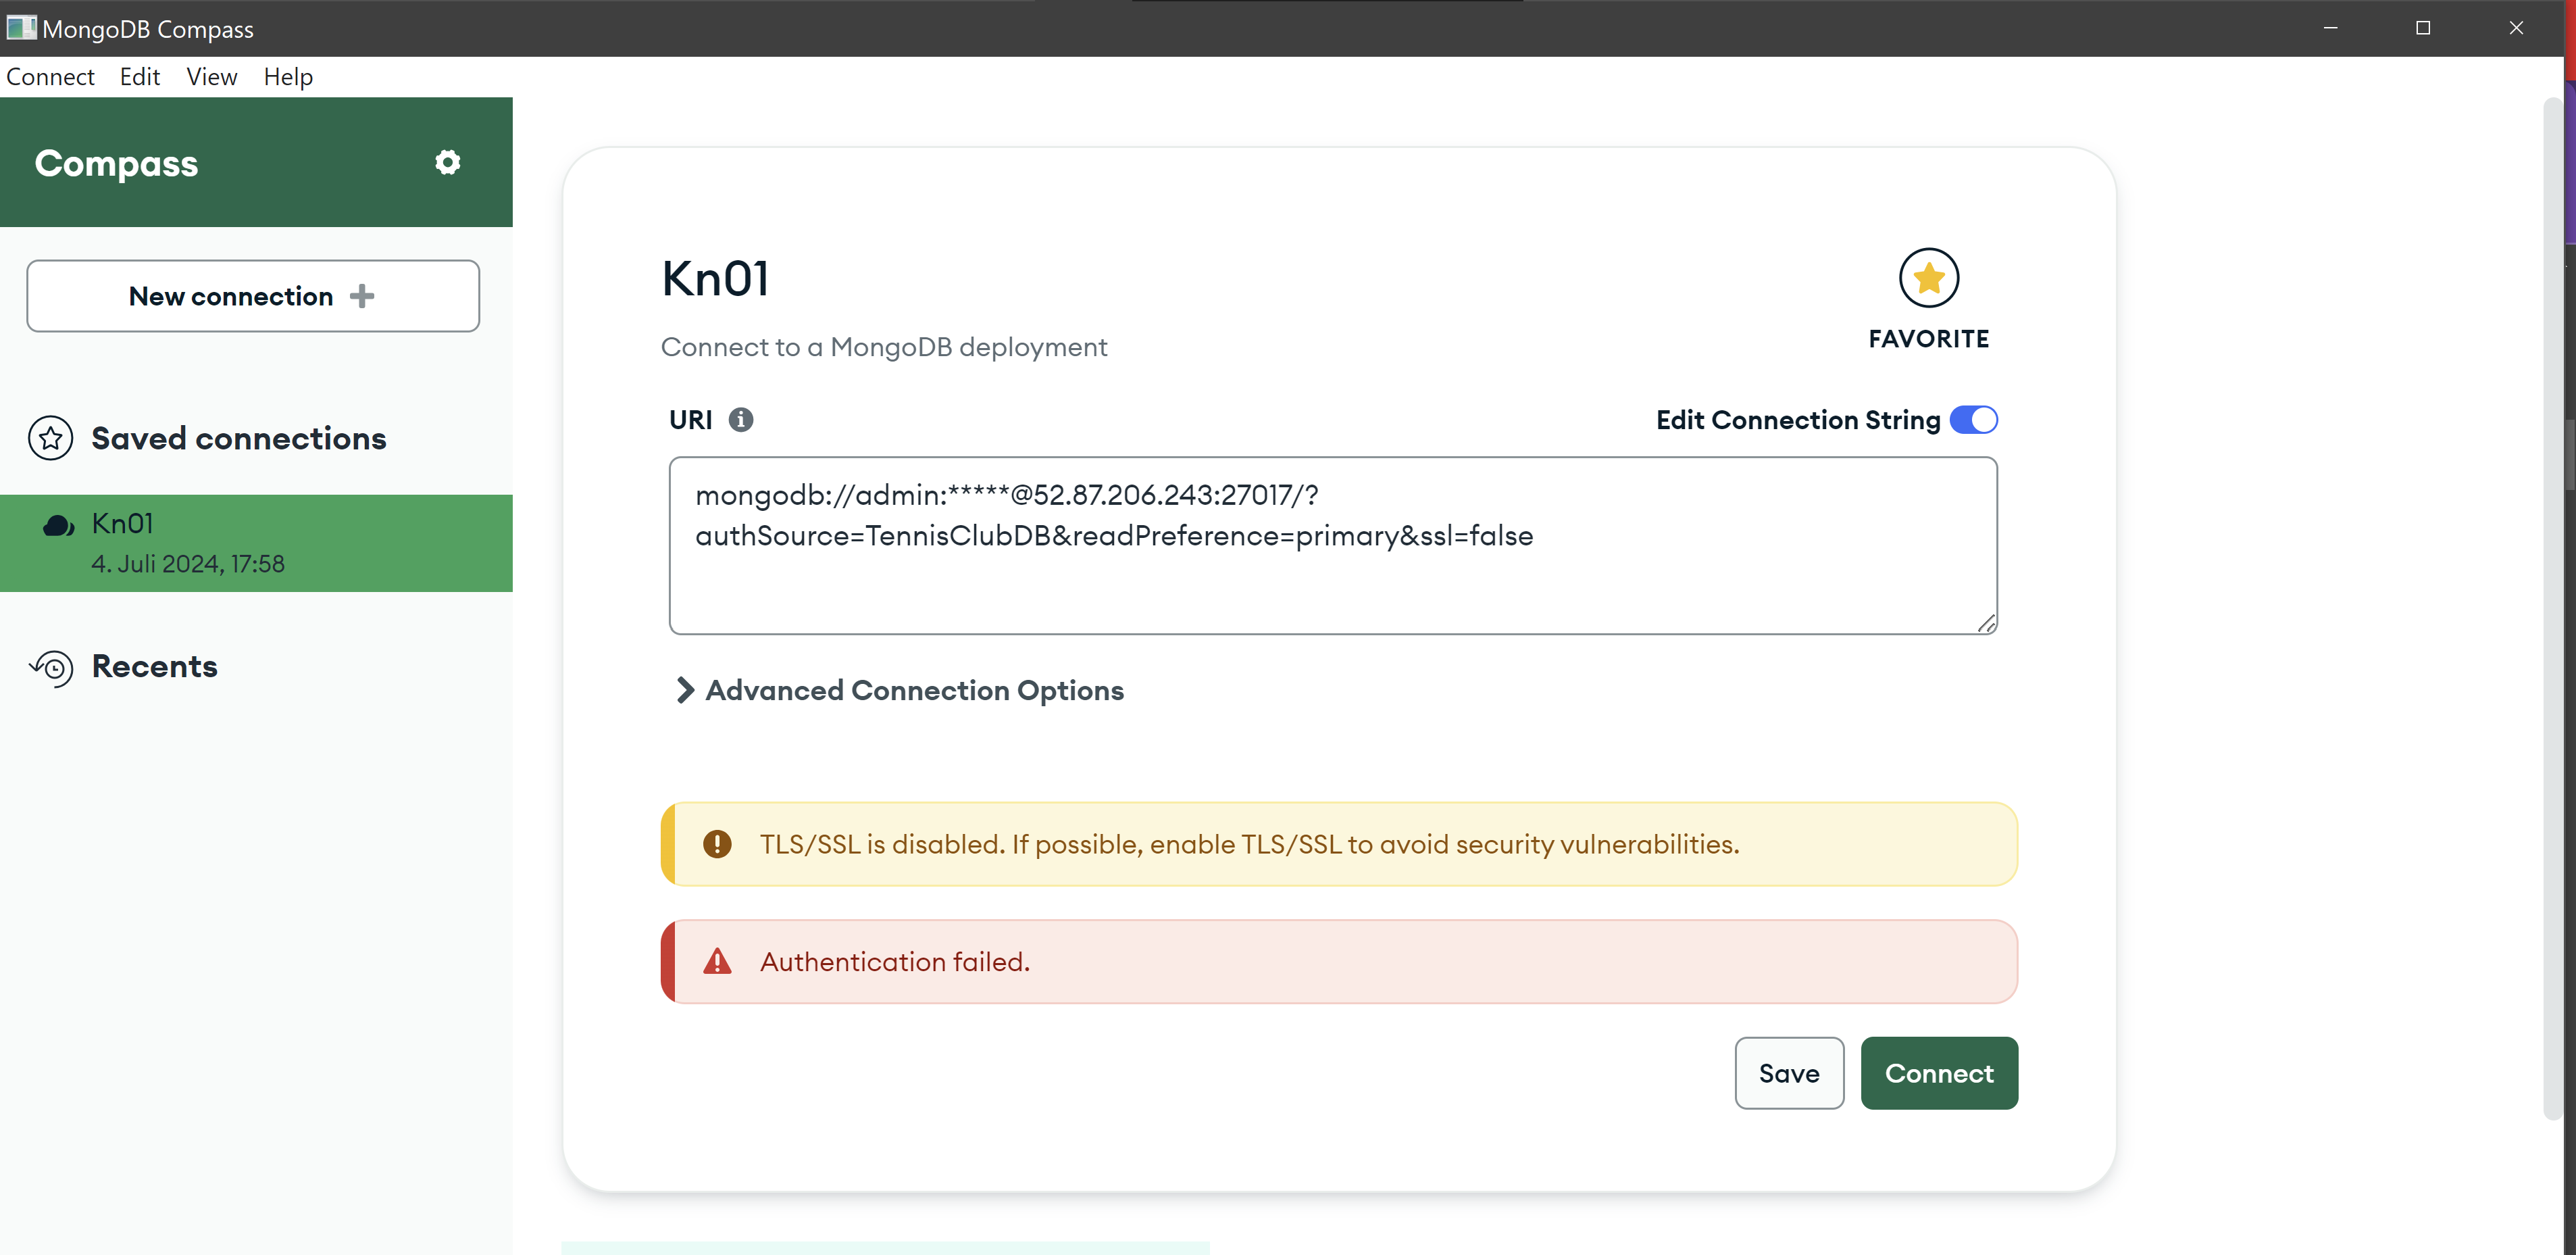 MongoDB Compass
Connect Edit View Help
Compass
New connection
Saved connections
Kn01
4. Juli 2024, 17:58
Recents
Kn01
Connect to a MongoDB deployment
FAVORITE
URI
Edit Connection String
mongodb://admin:*****@52.87.206.243:27017/?
authSource=TennisClubDB&readPreference=primary&ssl=false
Advanced Connection Options
TLS/SSL is disabled. If possible, enable TLS/SSL to avoid security vulnerabilities.
Authentication failed.
Save
Connect